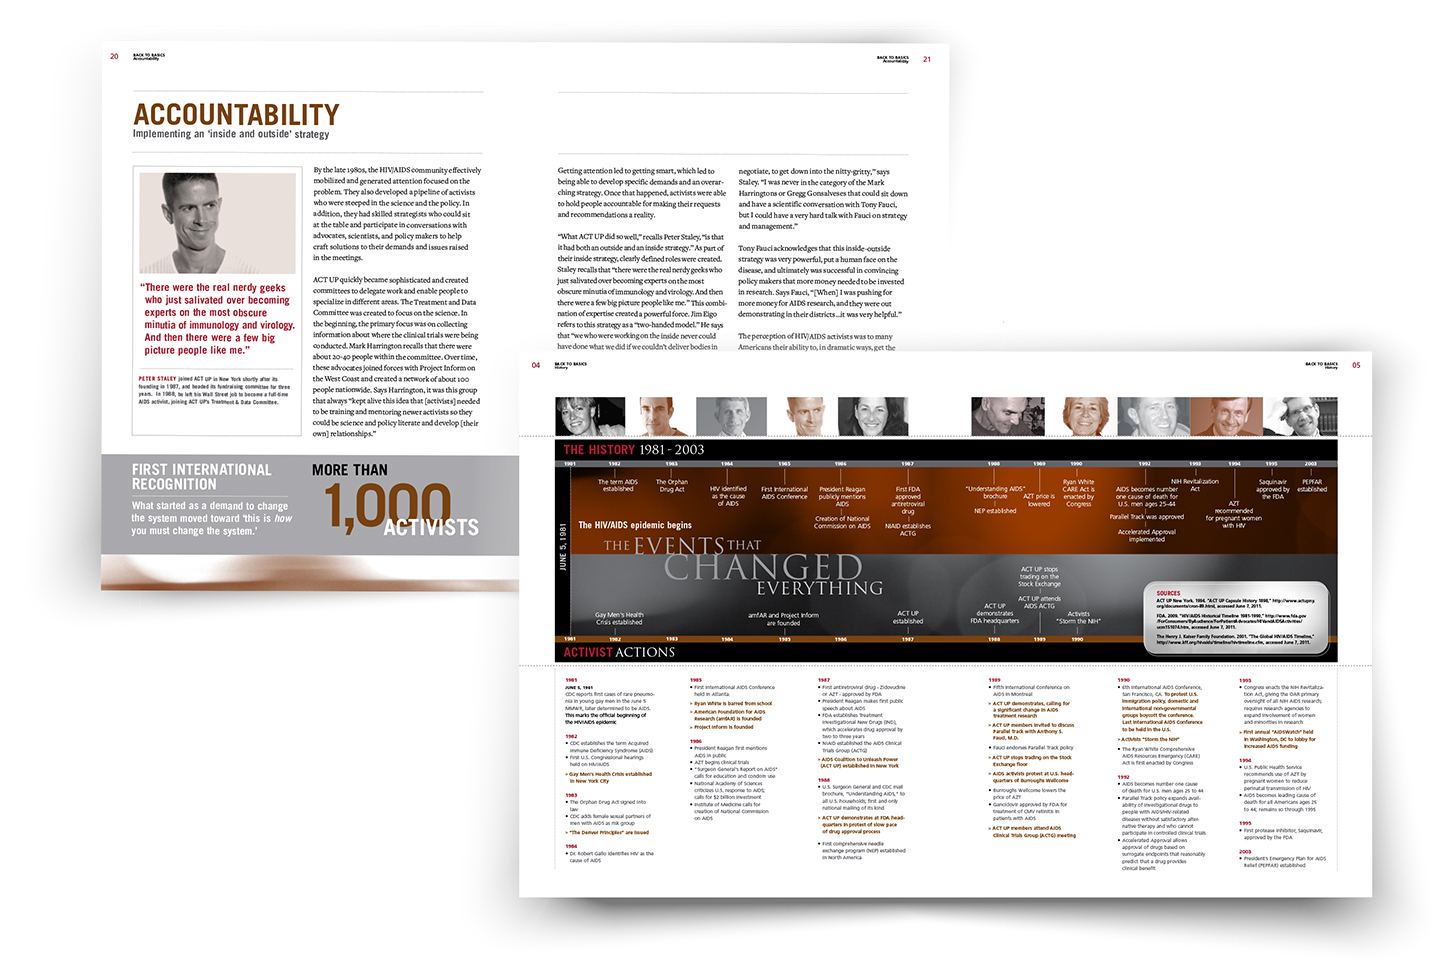 20
BACK TO BASICS
Accountability
BACK TO BASICS
Accountability
21
ACCOUNTABILITY
Implementing an ‘inside and outside’ strategy
“There were the real nerdy geeks
who just salivated over becoming
experts on the most obscure
minutia of immunology and virology.
And then there were a few big
picture people like me.”
PETER STALEY joined ACT UP in New York shortly after its
founding in 1987, and headed its fundraising committee for three
years. In 1988, he left his Wall Street job to become a full-time
AIDS activist, joining ACT UP's Treatment & Data Committee.
By the late 1980s, the HIV/AIDS community effectively
mobilized and generated attention focused on the
problem. They also developed a pipeline of activists
who were steeped in the science and the policy. In
addition, they had skilled strategists who could sit
at the table and participate in conversations with
advocates, scientists, and policy makers to help
craft solutions to their demands and issues raised
in the meetings.
ACT UP quickly became sophisticated and created
committees to delegate work and enable people to
specialize in different areas. The Treatment and Data
Committee was created to focus on the science. In
the beginning, the primary focus was on collecting
information about where the clinical trials were being
conducted. Mark Harrington recalls that there were
about 20-40 people within the committee. Over time,
these advocates joined forces with Project Inform on
the West Coast and created a network of about 100
people nationwide. Says Harrington, it was this group
that always “kept alive this idea that [activists] needed
to be training and mentoring newer activists so they
could be science and policy literate and develop [their
own] relationships.”
Getting attention led to getting smart, which led to
being able to develop specific demands and an overar-
ching strategy. Once that happened, activists were able
to hold people accountable for making their requests
and recommendations a reality.
“What ACT UP did so well,” recalls Peter Staley, “is that
it had both an outside and an inside strategy.” As part of
their inside strategy, clearly defined roles were created.
Staley recalls that “there were the real nerdy geeks who
just salivated over becoming experts on the most
obscure minutia of immunology and virology. And then
there were a few big picture people like me.” This combi-
nation of expertise created a powerful force. Jim Eigo
refers to this strategy as a “two-handed model.” He says
that “we who were working on the inside never could
have done what we did if we couldn't deliver bodies in
negotiate, to get down into the nitty-gritty,” says
Staley. “I was never in the category of the Mark
Harringtons or Gregg Gonsalveses that could sit down
and have a scientific conversation with Tony Fauci,
but I could have a very hard talk with Fauci on strategy
and management.”
Tony Fauci acknowledges that this inside-outside
strategy was very powerful, put a human face on the
disease, and ultimately was successful in convincing
policy makers that more money needed to be invested
in research. Says Fauci, “[When] I was pushing for
more money for AIDS research, and they were out
demonstrating in their districts...it was very helpful.”
The perception of HIV/AIDS activists was to many
Americans their ability to, in dramatic ways, get the
FIRST INTERNATIONAL
RECOGNITION
What started as a demand to change
the system moved toward ‘this is how
you must change the system.’
MORE THAN
1,000
ACTIVISTS
04
BACK TO BASICS
History
BACK TO BASICS
History
05
THE HISTORY 1981 - 2003
1981 1982 1983 1984 1985 1986 1987 1988 1989 1990 1992 1993 1994 1995 2003
The term AIDS
established
The Orphan
Drug Act
HIV identified
as the cause
of AIDS
First International
AIDS Conference
President Reagan
publicly mentions
AIDS
Creation of National
Commission on AIDS
First FDA
approved
antiretroviral
drug
NIAID establishes
ACTG
“Understanding AIDS”
brochure
NEP established
AZT price is
lowered
Ryan White
CARE Act is
enacted by
Congress
AIDS becomes number
one cause of death for
U.S. men ages 25-44
Parallel Track was approved
Accelerated Approval
implemented
NIH Revitalization
Act
AZT
recommended
for pregnant women
with HIV
Saquinavir
approved by
the FDA
PEPFAR
established
JUNE 5, 1981
The HIV/AIDS epidemic begins
THE EVENTS THAT
CHANGED
EVERYTHING
Gay Men's Health
Crisis established
amfAR and Project Inform
are founded
ACT UP
established
ACT UP
demonstrates
FDA headquarters
ACT UP stops
trading on the
Stock Exchange
ACT UP attends
AIDS ACTG
Activists
“Storm the NIH”
SOURCES
ACT UP New York. 1994. "ACT UP Capsule History 1898," http://www.actupny.
org/documents/cron-89.html, accessed June 7, 2011.
FDA. 2009. "HIV/AIDS Historical Timeline 1981-1990," http://www.fda.gov
/ForConsumers/ByAudience/ForPatientAdvocates/HIVandAIDSActivities/
ucm151074.htm, accessed June 7, 2011.
The Henry J. Kaiser Family Foundation. 2001. "The Global HIV/AIDS Timeline,"
http://www.kff.org/hivaids/timeline/hivtimeline.cfm, accessed June 7, 2011.
1981 1982 1983 1984 1985 1986 1987 1988 1989 1990
ACTIVIST ACTIONS
1981
JUNE 5, 1981
CDC reports first cases of rare pneumo-
nia in young gay men in the June 5
MMWR, later determined to be AIDS.
This marks the official beginning of
the HIV/AIDS epidemic
1982
• CDC establishes the term Acquired
Immune Deficiency Syndrome (AIDS)
• First U.S. Congressional hearings
held on HIV/AIDS
» Gay Men's Health Crisis established
in New York City
1983
• The Orphan Drug Act signed into
law
• CDC adds female sexual partners of
men with AIDS as risk group
» "The Denver Principles" are issued
1984
• Dr. Robert Gallo identifies HIV as the
cause of AIDS
1985
• First International AIDS Conference
held in Atlanta.
» Ryan White is barred from school
» American Foundation for AIDS
Research (amfAR) is founded
» Project Inform is founded
1986
• President Reagan first mentions
AIDS in public
• AZT begins clinical trials
• "Surgeon General's Report on AIDS"
calls for education and condom use
• National Academy of Sciences
criticizes U.S. response to AIDS;
calls for $2 billion investment
• Institute of Medicine calls for
creation of National Commission
on AIDS
1987
• First antiretroviral drug - Zidovudine
or AZT - approved by FDA
• President Reagan makes first public
speech about AIDS
• FDA establishes Treatment
Investigational New Drugs (IND),
which accelerates drug approval by
two to three years
• NIAID establishes the AIDS Clinical
Trials Group (ACTG)
» AIDS Coalition to Unleash Power
(ACT UP) established in New York
1988
• U.S. Surgeon General and CDC mail
brochure, "Understanding AIDS," to
all U.S. households; first and only
national mailing of its kind
» ACT UP demonstrates at FDA head-
quarters in protest of slow pace
of drug approval process
• First comprehensive needle
exchange program (NEP) established
in North America
1989
• Fifth International Conference on
AIDS in Montreal
» ACT UP demonstrates, calling for
a significant change in AIDS
treatment research
» ACT UP members invited to discuss
Parallel Track with Anthony S.
Fauci, M.D.
• Fauci endorses Parallel Track policy
» ACT UP stops trading on the Stock
Exchange floor
» AIDS activists protest at U.S. head-
quarters of Burroughs Wellcome
• Burroughs Wellcome lowers the
price of AZT
• Ganciclovir approved by FDA for
treatment of CMV retinitis in
patients with AIDS
» ACT UP members attend AIDS
Clinical Trials Group (ACTG) meeting
1990
• 6th International AIDS Conference,
San Francisco, CA. To protest U.S.
immigration policy, domestic and
international non-governmental
groups boycott the conference.
Last International AIDS Conference
to be held in the U.S.
» Activists "Storm the NIH"
• The Ryan White Comprehensive
AIDS Resources Emergency (CARE)
Act is first enacted by Congress
1992
• AIDS becomes number one cause
of death for U.S. men ages 25 to 44
• Parallel Track policy expands avail-
ability of investigational drugs to
people with AIDS/HIV-related
diseases without satisfactory alter-
native therapy and who cannot
participate in controlled clinical trials
• Accelerated Approval allows
approval of drugs based on
surrogate endpoints that reasonably
predict that a drug provides
clinical benefit
1993
• Congress enacts the NIH Revitaliza-
tion Act, giving the OAR primary
oversight of all NIH AIDS research;
requires research agencies to
expand involvement of women
and minorities in research
» First annual "AIDSWatch" held
in Washington, DC to lobby for
increased AIDS funding
1994
• U.S. Public Health Service
recommends use of AZT by
pregnant women to reduce
perinatal transmission of HIV
• AIDS becomes leading cause of
death for all Americans ages 25
to 44; remains so through 1995
1995
• First protease inhibitor, Saquinavir,
approved by the FDA
2003
• President's Emergency Plan for AIDS
Relief (PEPFAR) established